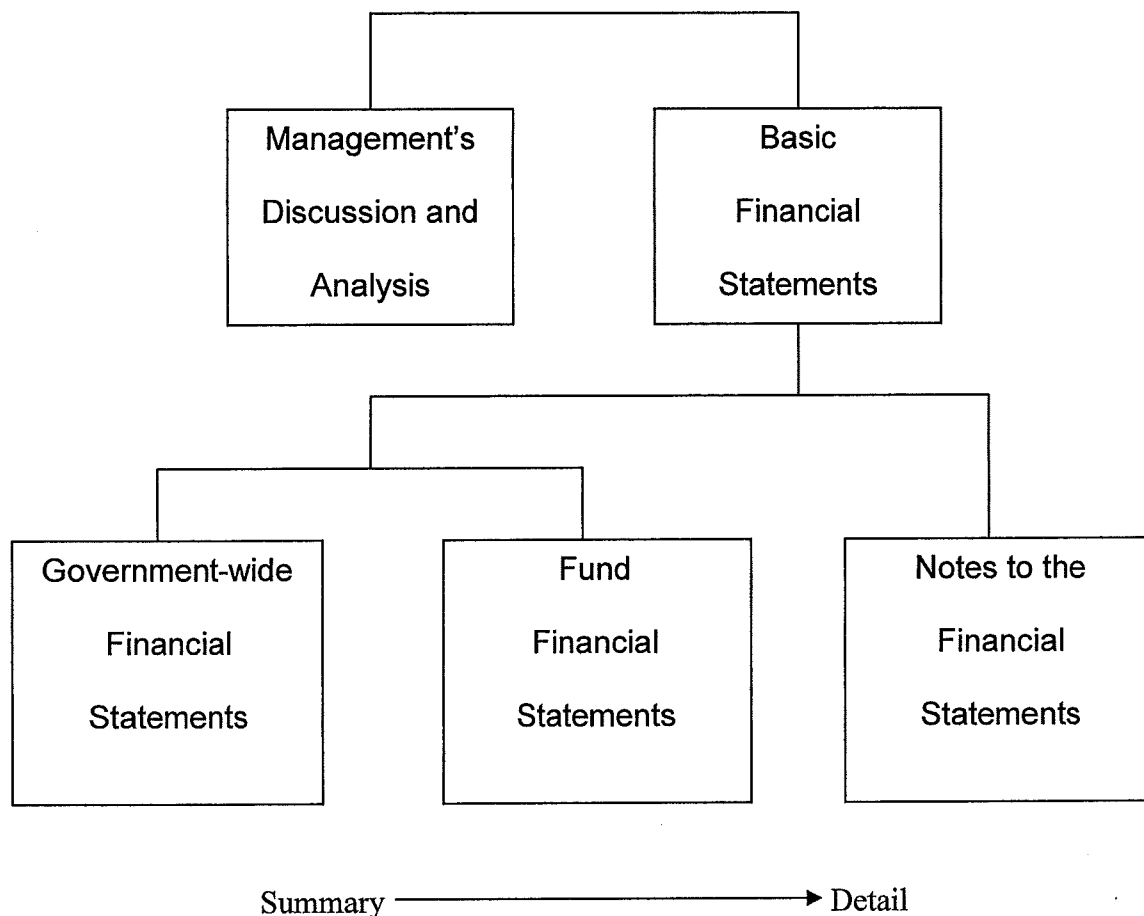 Management's
Discussion and
Analysis
Basic
Financial
Statements
Government-wide
Financial
Statements
Fund
Financial
Statements
Notes to the
Financial
Statements
Summary Detail